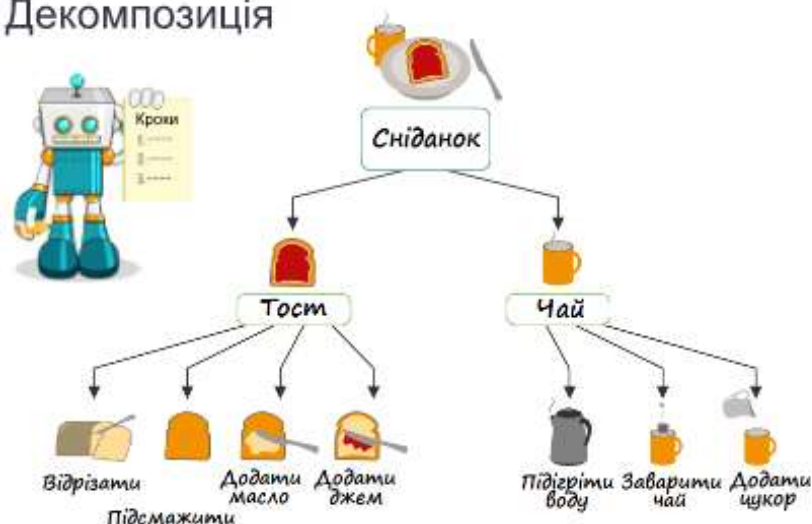 Декомпозиція
Кроки
Сніданок
Тост
Чай
Відрізати
Підсмажити
Додати
масло
Додати
джем
Підігріти
воду
Заварити
чай
Додати
цукор